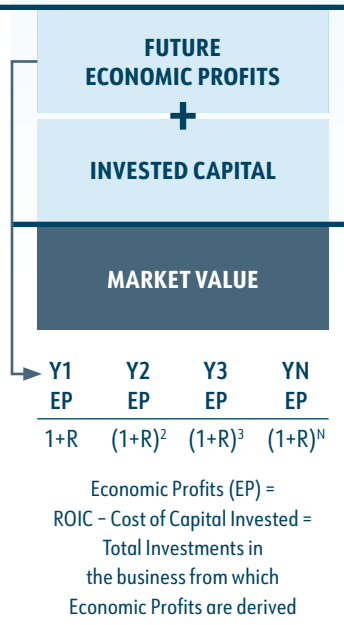 FUTURE
ECONOMIC PROFITS
+
INVESTED CAPITAL
MARKET VALUE
Y1 Y2 Y3 YN
EP EP EP EP
1+R (1+R)² (1+R)³ (1+R)ᴺ
Economic Profits (EP) =
ROIC – Cost of Capital Invested =
Total Investments in
the business from which
Economic Profits are derived